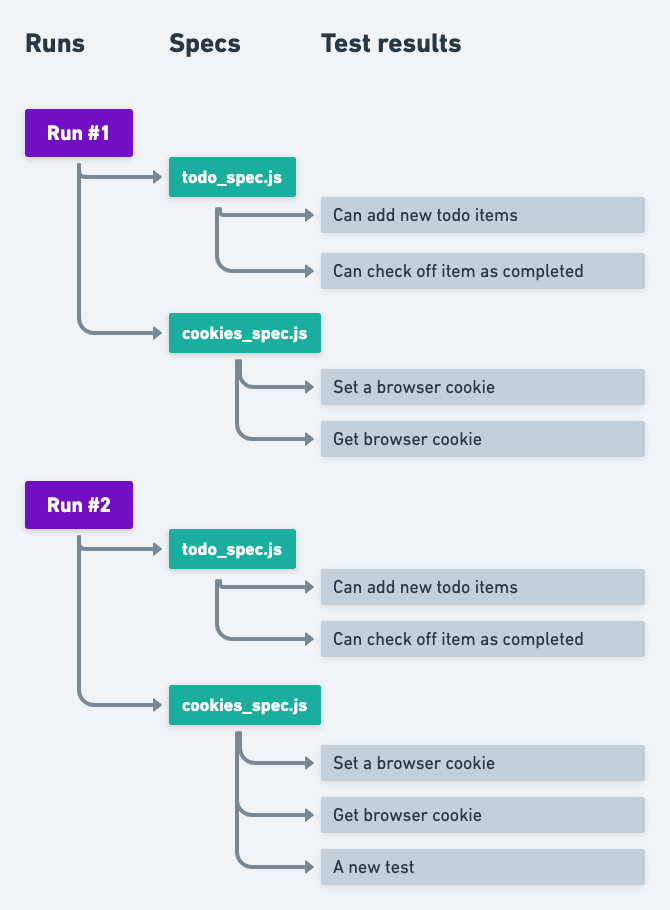 Runs Specs Test results
Run #1
todo_spec.js
Can add new todo items
Can check off item as completed
cookies_spec.js
Set a browser cookie
Get browser cookie
Run #2
todo_spec.js
Can add new todo items
Can check off item as completed
cookies_spec.js
Set a browser cookie
Get browser cookie
A new test